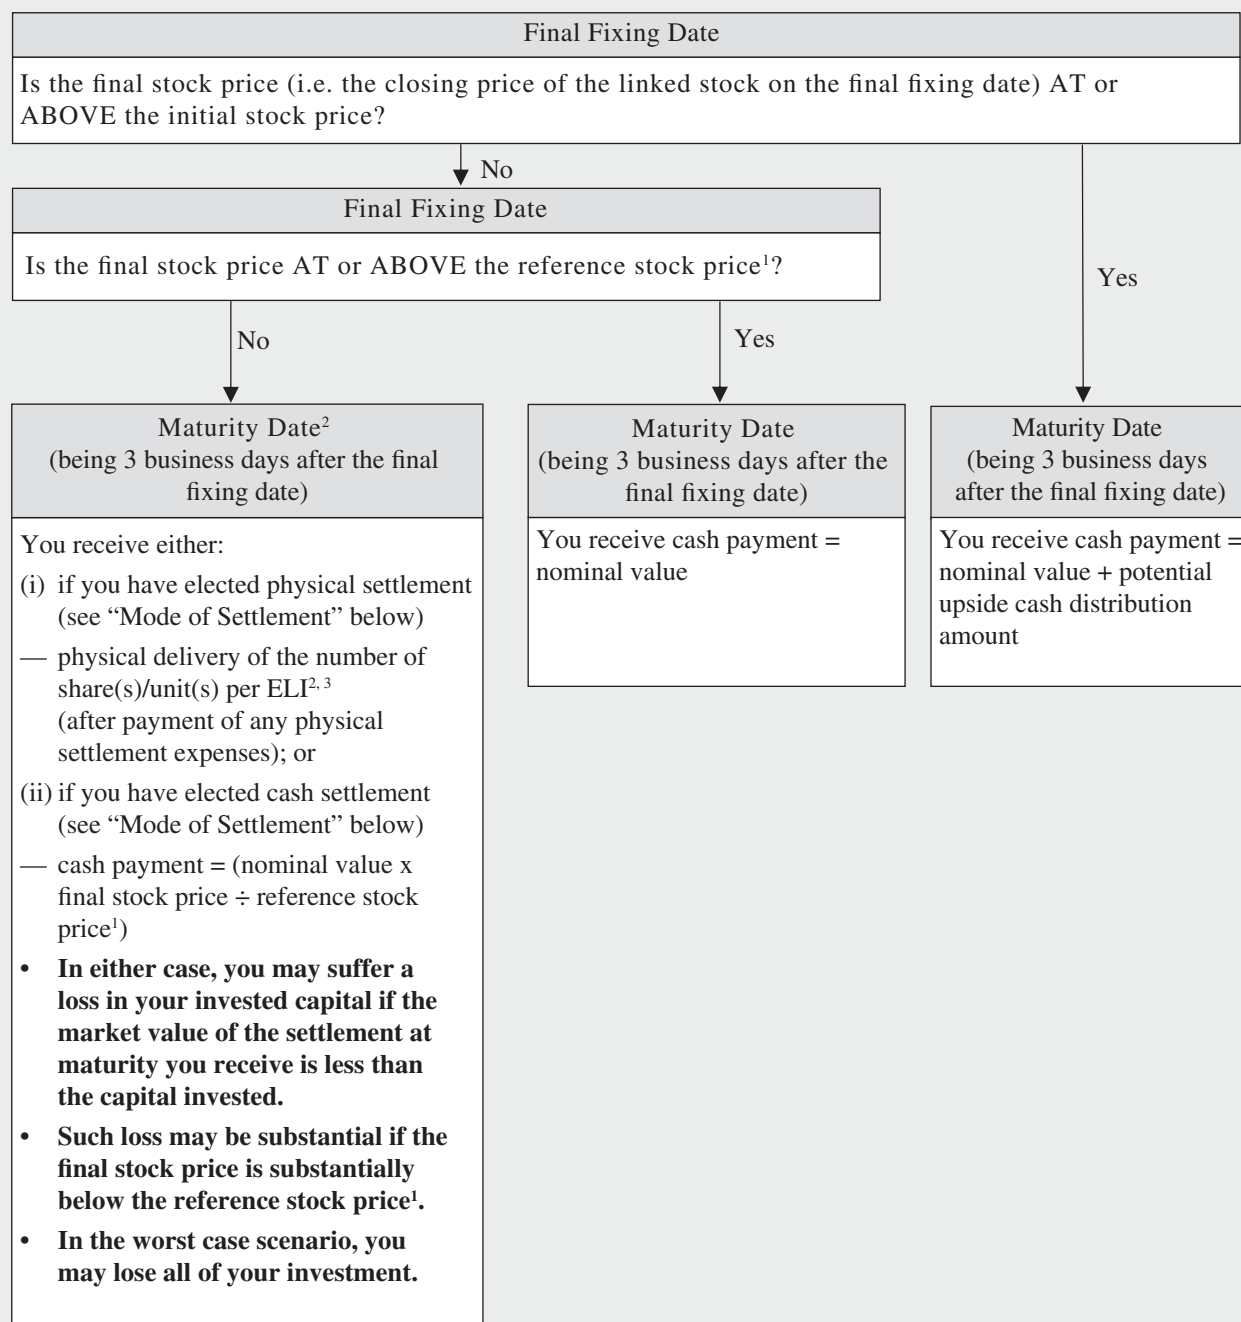 Final Fixing Date
Is the final stock price (i.e. the closing price of the linked stock on the final fixing date) AT or
ABOVE the initial stock price?
No
Final Fixing Date
Is the final stock price AT or ABOVE the reference stock price¹?
Yes
No
Yes
Maturity Date²
(being 3 business days after the final
fixing date)
You receive either:
(i) if you have elected physical settlement
(see “Mode of Settlement” below)
— physical delivery of the number of
share(s)/unit(s) per ELI²,³
(after payment of any physical
settlement expenses); or
(ii) if you have elected cash settlement
(see “Mode of Settlement” below)
— cash payment = (nominal value x
final stock price ÷ reference stock
price¹)
• In either case, you may suffer a
loss in your invested capital if the
market value of the settlement at
maturity you receive is less than
the capital invested.
• Such loss may be substantial if the
final stock price is substantially
below the reference stock price¹.
• In the worst case scenario, you
may lose all of your investment.
Maturity Date
(being 3 business days after the
final fixing date)
You receive cash payment =
nominal value
Maturity Date
(being 3 business days
after the final fixing date)
You receive cash payment =
nominal value + potential
upside cash distribution
amount